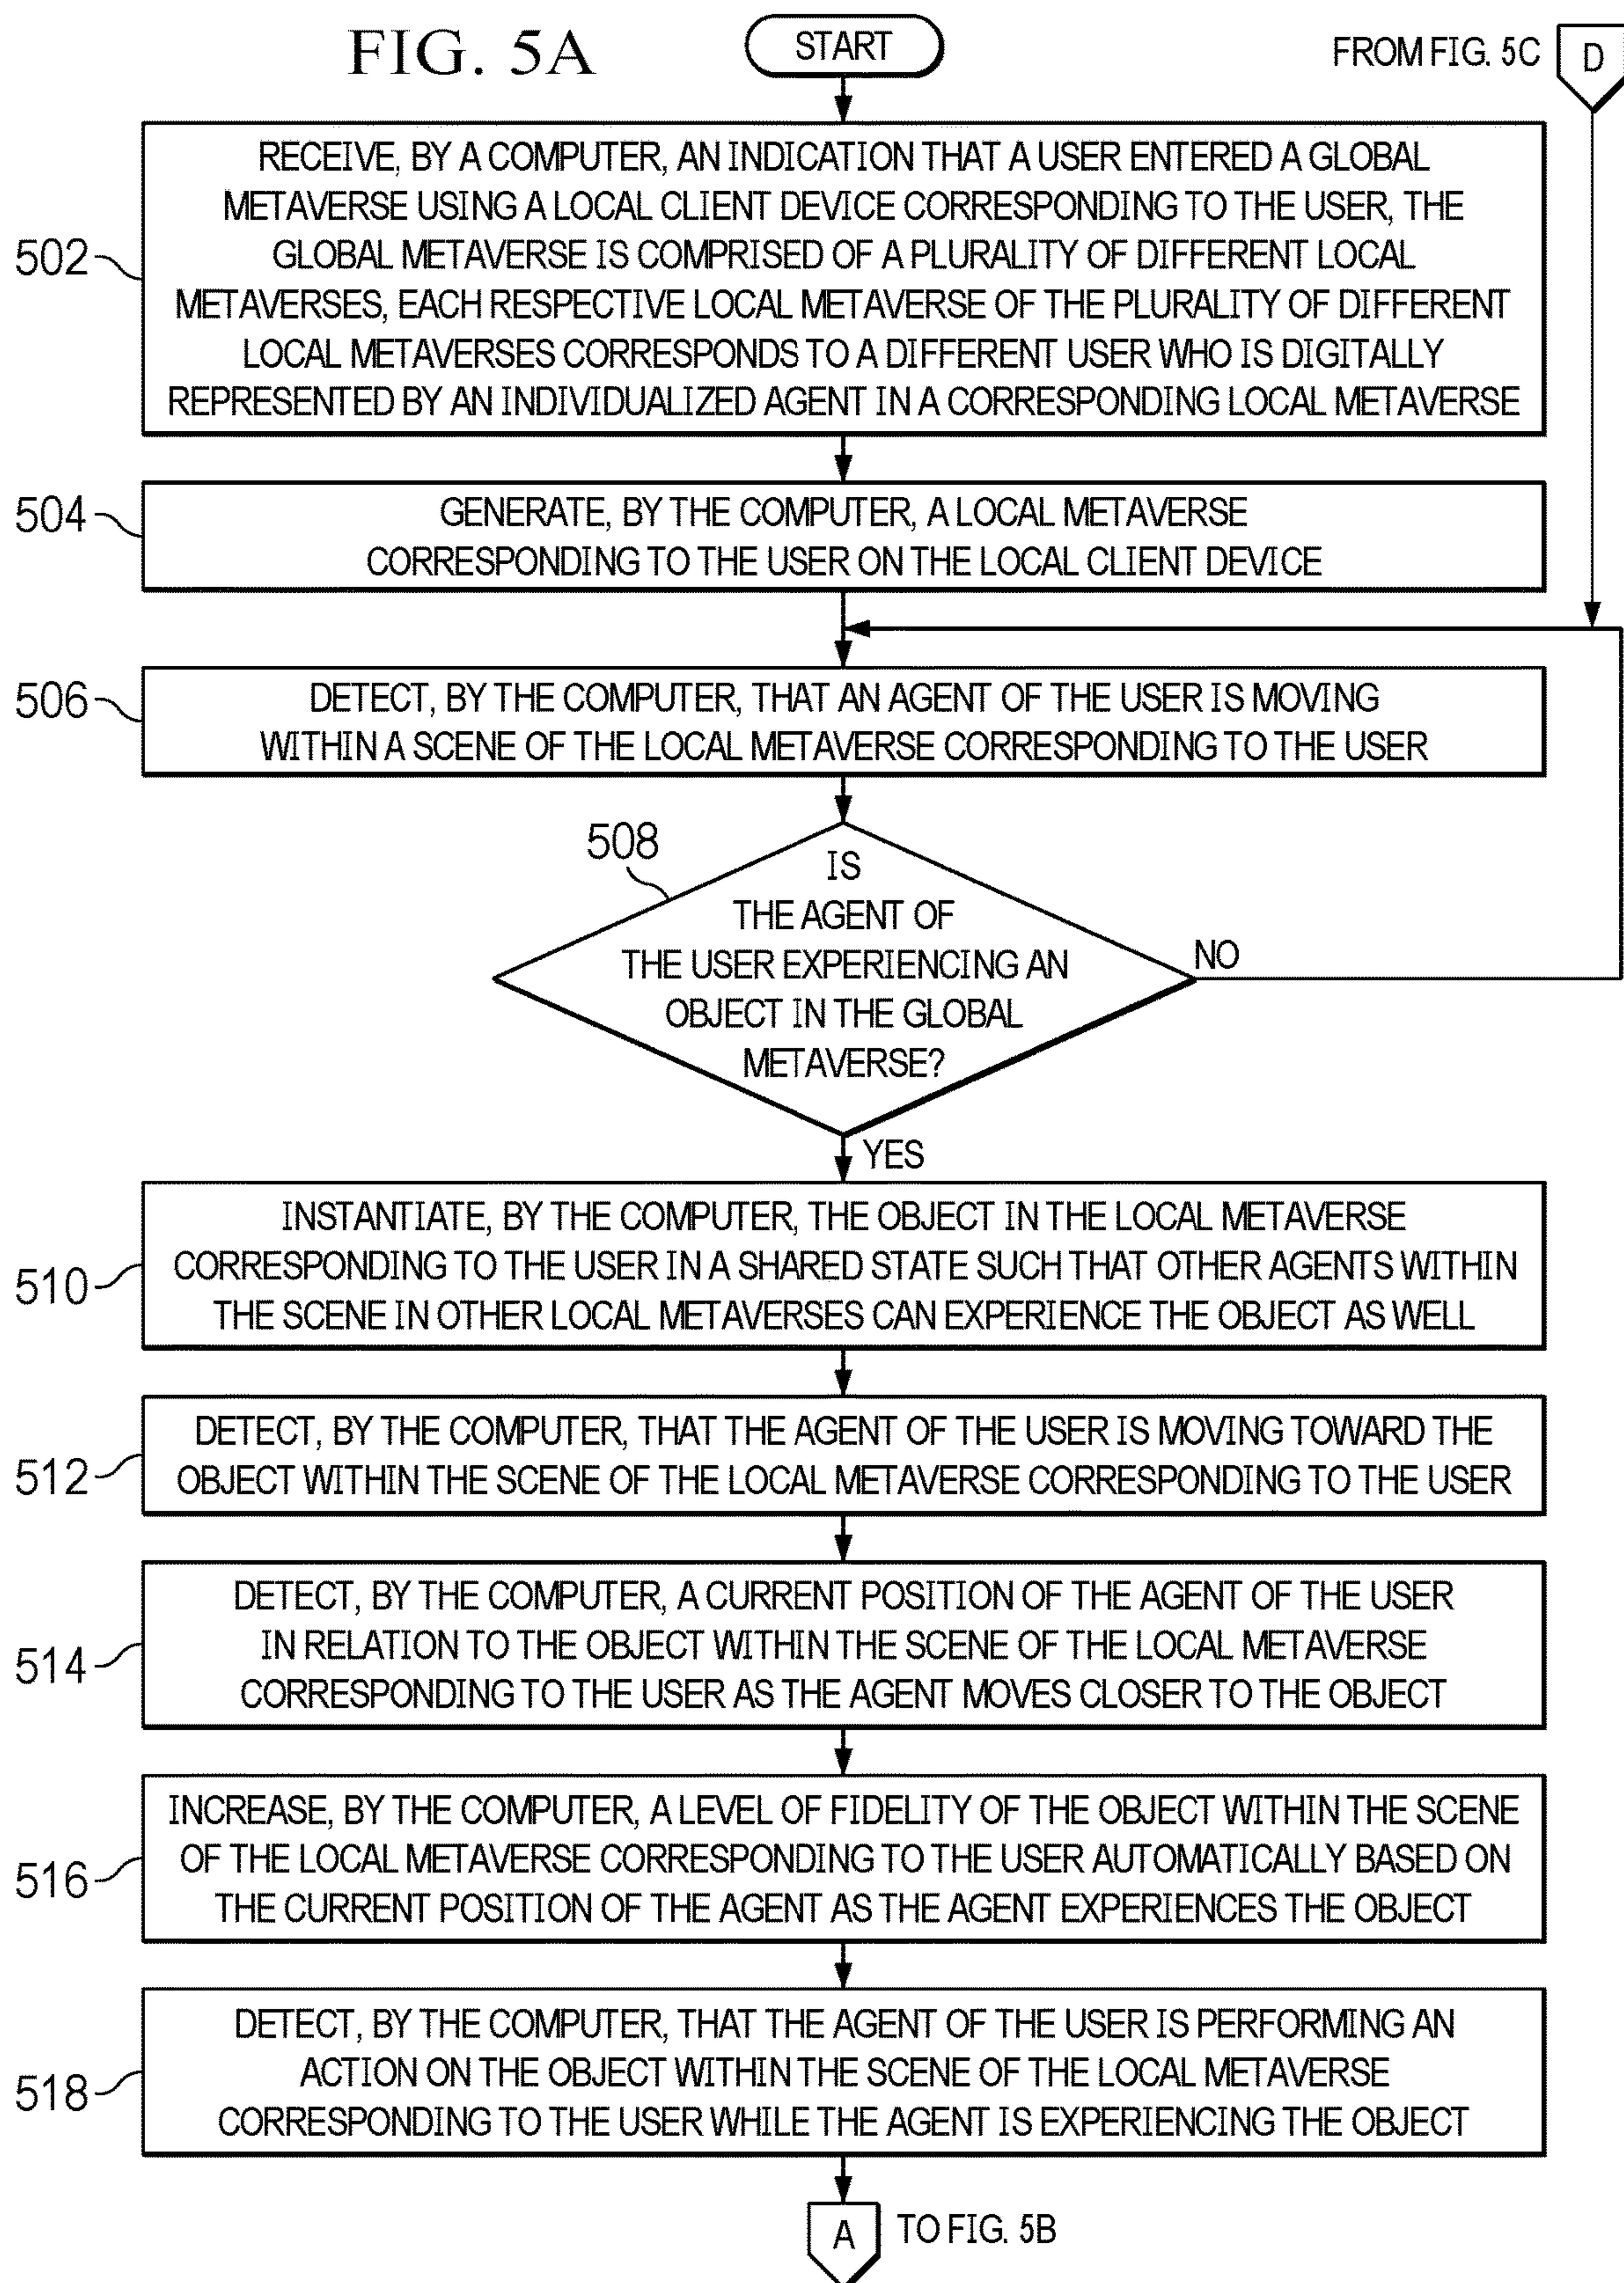 FIG. 5A
START
FROM FIG. 5C
D
502
RECEIVE, BY A COMPUTER, AN INDICATION THAT A USER ENTERED A GLOBAL
METAVERSE USING A LOCAL CLIENT DEVICE CORRESPONDING TO THE USER, THE
GLOBAL METAVERSE IS COMPRISED OF A PLURALITY OF DIFFERENT LOCAL
METAVERSES, EACH RESPECTIVE LOCAL METAVERSE OF THE PLURALITY OF DIFFERENT
LOCAL METAVERSES CORRESPONDS TO A DIFFERENT USER WHO IS DIGITALLY
REPRESENTED BY AN INDIVIDUALIZED AGENT IN A CORRESPONDING LOCAL METAVERSE
504
GENERATE, BY THE COMPUTER, A LOCAL METAVERSE
CORRESPONDING TO THE USER ON THE LOCAL CLIENT DEVICE
506
DETECT, BY THE COMPUTER, THAT AN AGENT OF THE USER IS MOVING
WITHIN A SCENE OF THE LOCAL METAVERSE CORRESPONDING TO THE USER
508
IS
THE AGENT OF
THE USER EXPERIENCING AN
OBJECT IN THE GLOBAL
METAVERSE?
NO
YES
510
INSTANTIATE, BY THE COMPUTER, THE OBJECT IN THE LOCAL METAVERSE
CORRESPONDING TO THE USER IN A SHARED STATE SUCH THAT OTHER AGENTS WITHIN
THE SCENE IN OTHER LOCAL METAVERSES CAN EXPERIENCE THE OBJECT AS WELL
512
DETECT, BY THE COMPUTER, THAT THE AGENT OF THE USER IS MOVING TOWARD THE
OBJECT WITHIN THE SCENE OF THE LOCAL METAVERSE CORRESPONDING TO THE USER
514
DETECT, BY THE COMPUTER, A CURRENT POSITION OF THE AGENT OF THE USER
IN RELATION TO THE OBJECT WITHIN THE SCENE OF THE LOCAL METAVERSE
CORRESPONDING TO THE USER AS THE AGENT MOVES CLOSER TO THE OBJECT
516
INCREASE, BY THE COMPUTER, A LEVEL OF FIDELITY OF THE OBJECT WITHIN THE SCENE
OF THE LOCAL METAVERSE CORRESPONDING TO THE USER AUTOMATICALLY BASED ON
THE CURRENT POSITION OF THE AGENT AS THE AGENT EXPERIENCES THE OBJECT
518
DETECT, BY THE COMPUTER, THAT THE AGENT OF THE USER IS PERFORMING AN
ACTION ON THE OBJECT WITHIN THE SCENE OF THE LOCAL METAVERSE
CORRESPONDING TO THE USER WHILE THE AGENT IS EXPERIENCING THE OBJECT
A
TO FIG. 5B